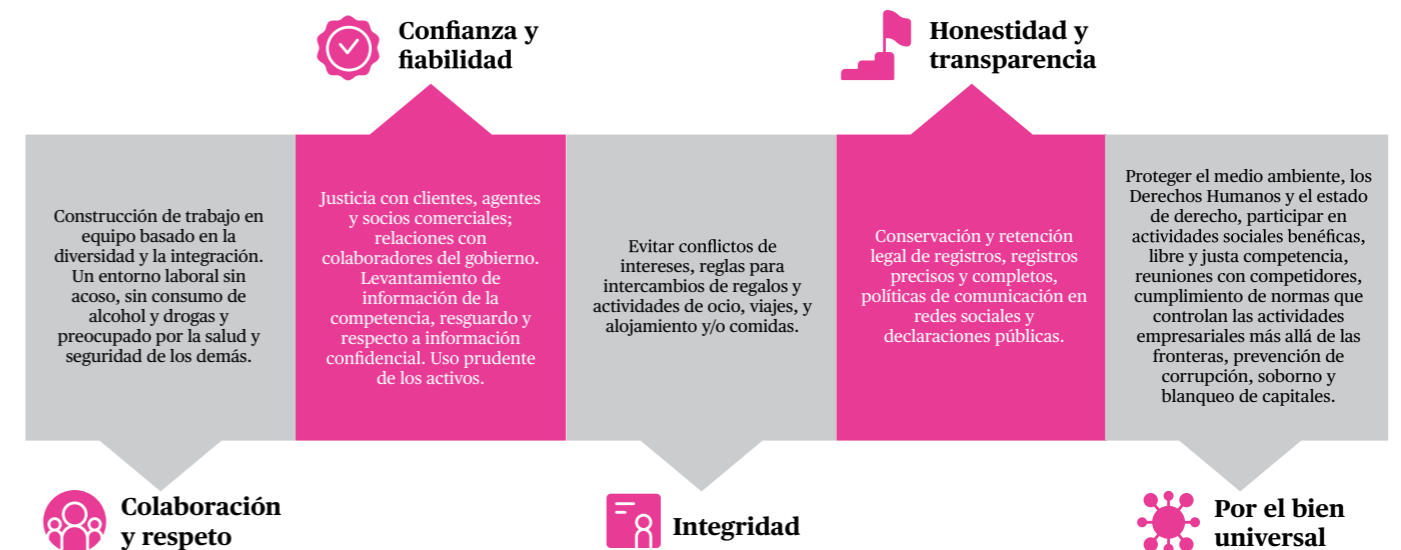 Confianza y
fiabilidad
Honestidad y
transparencia
Construcción de trabajo en
equipo basado en la
diversidad y la integración.
Un entorno laboral sin
acoso, sin consumo de
alcohol y drogas y
preocupado por la salud y
seguridad de los demás.
Justicia con clientes, agentes
y socios comerciales;
relaciones con
colaboradores del gobierno.
Levantamiento de
información de la
competencia, resguardo y
respecto a información
confidencial. Uso prudente
de los activos.
Evitar conflictos de
intereses, reglas para
intercambios de regalos y
actividades de ocio, viajes, y
alojamiento y/o comidas.
Conservación y retención
legal de registros, registros
precisos y completos,
políticas de comunicación en
redes sociales y
declaraciones públicas.
Proteger el medio ambiente, los
Derechos Humanos y el estado
de derecho, participar en
actividades sociales benéficas,
libre y justa competencia,
reuniones con competidores,
cumplimiento de normas que
controlan las actividades
empresariales más allá de las
fronteras, prevención de
corrupción, soborno y
blanqueo de capitales.
Colaboración
y respeto
Integridad
Por el bien
universal